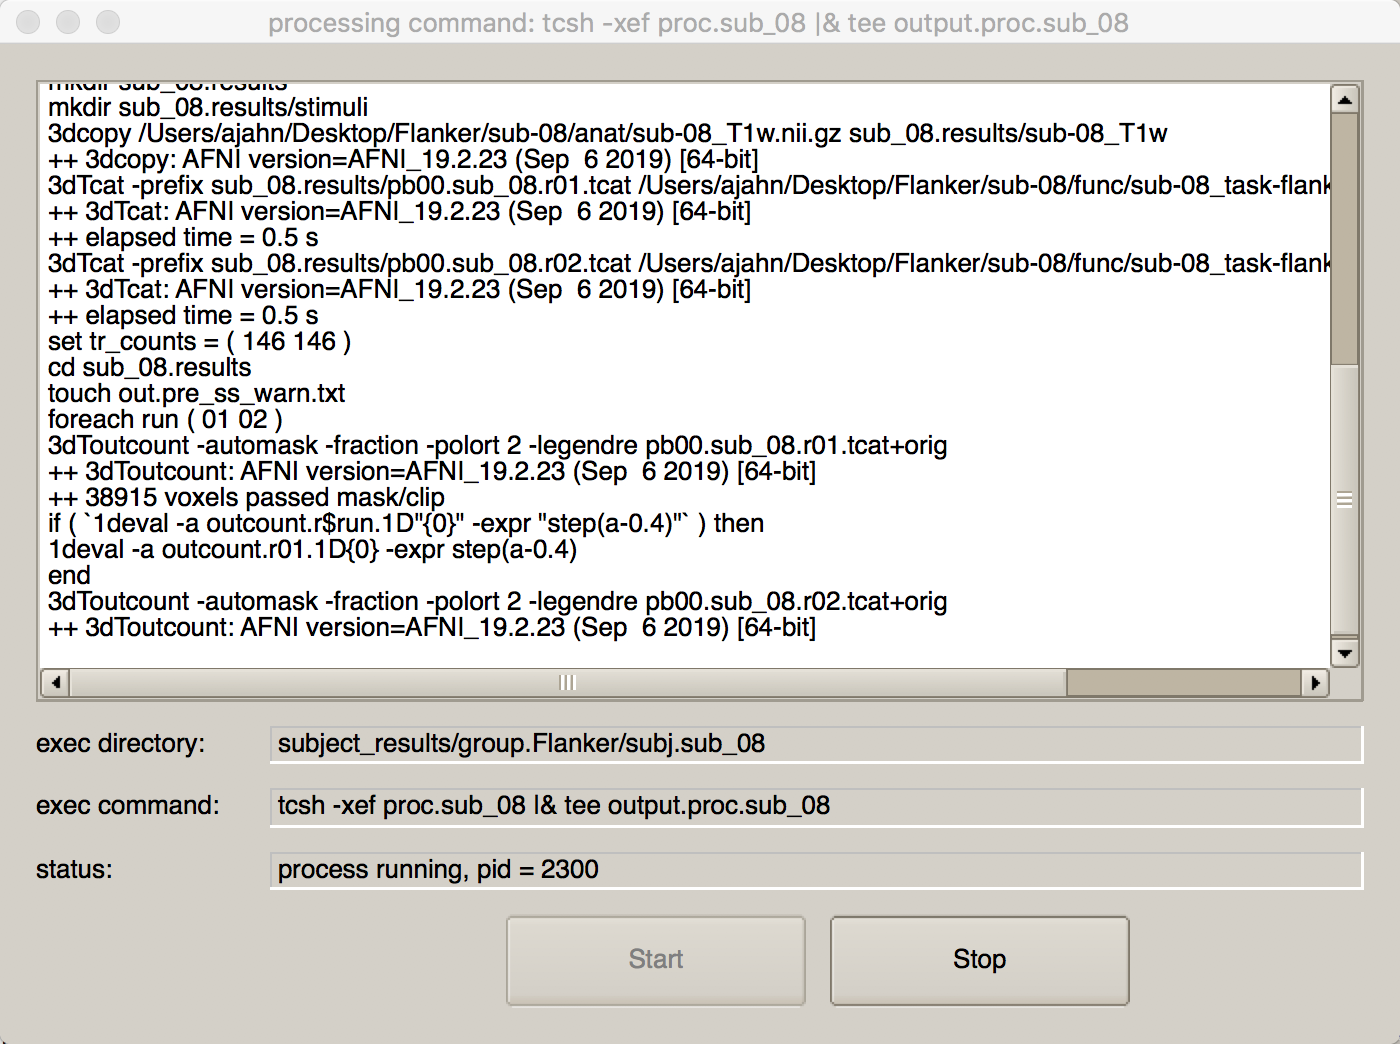 processing command: tcsh -xef proc.sub_08 |& tee output.proc.sub_08
mkdir sub_08.results
mkdir sub_08.results/stimuli
3dcopy /Users/ajahn/Desktop/Flanker/sub-08/anat/sub-08_T1w.nii.gz sub_08.results/sub-08_T1w
++ 3dcopy: AFNI version=AFNI_19.2.23 (Sep  6 2019) [64-bit]
3dTcat -prefix sub_08.results/pb00.sub_08.r01.tcat /Users/ajahn/Desktop/Flanker/sub-08/func/sub-08_task-flank
++ 3dTcat: AFNI version=AFNI_19.2.23 (Sep  6 2019) [64-bit]
++ elapsed time = 0.5 s
3dTcat -prefix sub_08.results/pb00.sub_08.r02.tcat /Users/ajahn/Desktop/Flanker/sub-08/func/sub-08_task-flank
++ 3dTcat: AFNI version=AFNI_19.2.23 (Sep  6 2019) [64-bit]
++ elapsed time = 0.5 s
set tr_counts = ( 146 146 )
cd sub_08.results
touch out.pre_ss_warn.txt
foreach run ( 01 02 )
3dToutcount -automask -fraction -polort 2 -legendre pb00.sub_08.r01.tcat+orig
++ 3dToutcount: AFNI version=AFNI_19.2.23 (Sep  6 2019) [64-bit]
++ 38915 voxels passed mask/clip
if ( `1deval -a outcount.r$run.1D"{0}" -expr "step(a-0.4)"` ) then
1deval -a outcount.r01.1D{0} -expr step(a-0.4)
end
3dToutcount -automask -fraction -polort 2 -legendre pb00.sub_08.r02.tcat+orig
++ 3dToutcount: AFNI version=AFNI_19.2.23 (Sep  6 2019) [64-bit]
exec directory: subject_results/group.Flanker/subj.sub_08
exec command: tcsh -xef proc.sub_08 |& tee output.proc.sub_08
status: process running, pid = 2300
Start Stop